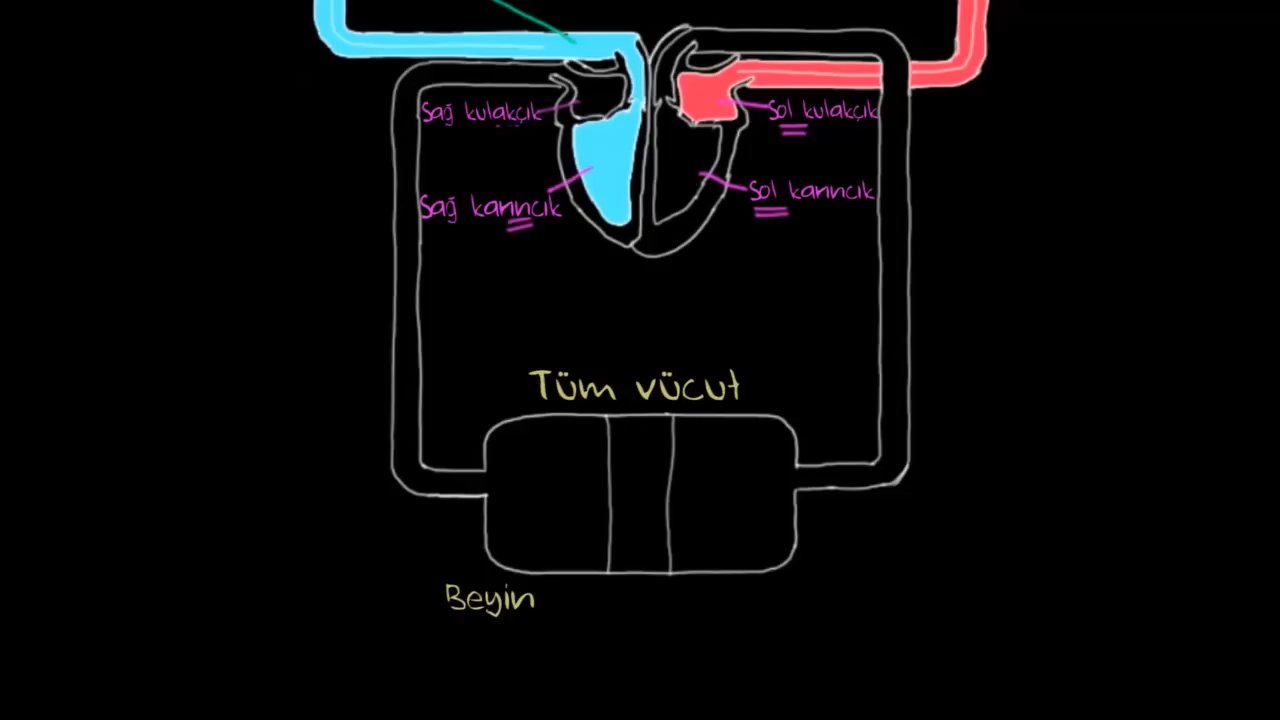 Sağ kulakçık
Sol kulakçık
Sağ karıncık
Sol karıncık
Tüm vücut
Beyin